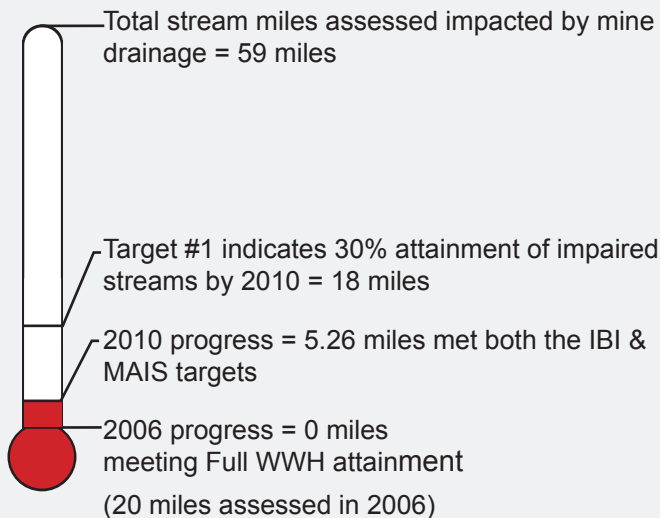 Total stream miles assessed impacted by mine
drainage = 59 miles
Target #1 indicates 30% attainment of impaired
streams by 2010 = 18 miles
2010 progress = 5.26 miles met both the IBI &
MAIS targets
2006 progress = 0 miles
meeting Full WWH attainment
(20 miles assessed in 2006)